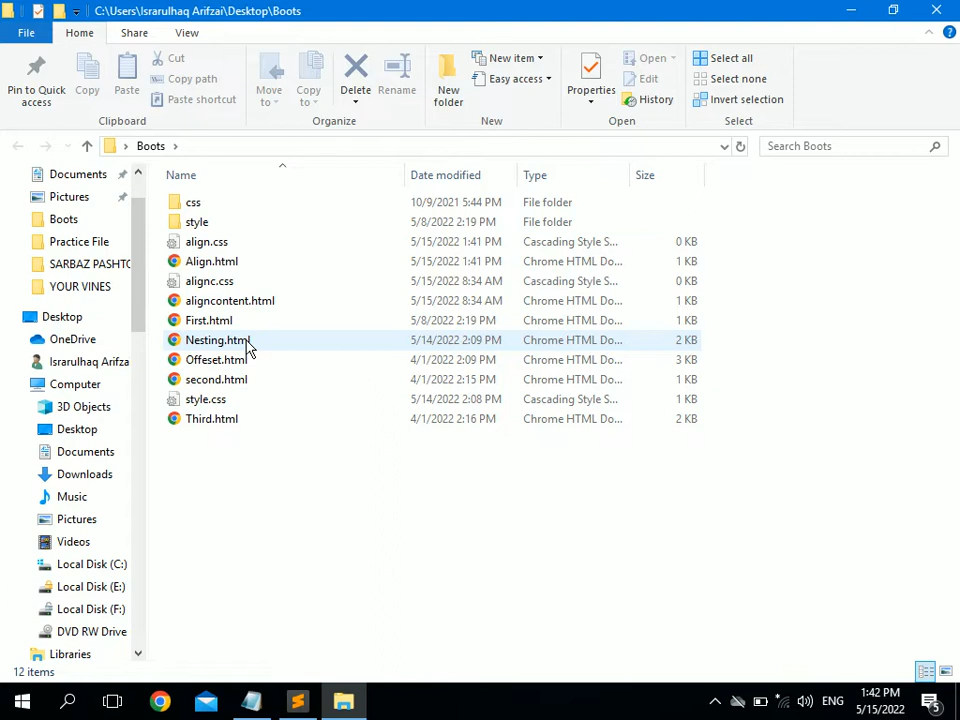 C:\Users\Israrulhaq Arifzai\Desktop\Boots
File Home Share View
Pin to Quick access
Copy
Paste
Cut
Copy path
Paste shortcut
Clipboard
Move to
Copy to
Delete
Rename
Organize
New folder
New item
Easy access
New
Properties
Open
Edit
History
Open
Select all
Select none
Invert selection
Select
Boots
Search Boots
Documents
Pictures
Boots
Practice File
SARBAZ PASHTO
YOUR VINES
Desktop
OneDrive
Israrulhaq Arifza
Computer
3D Objects
Desktop
Documents
Downloads
Music
Pictures
Videos
Local Disk (C:)
Local Disk (E:)
Local Disk (F:)
DVD RW Drive
Libraries
Name Date modified Type Size
css 10/9/2021 5:44 PM File folder
style 5/8/2022 2:19 PM File folder
align.css 5/15/2022 1:41 PM Cascading Style S... 0 KB
Align.html 5/15/2022 1:41 PM Chrome HTML Do... 1 KB
alignc.css 5/15/2022 8:34 AM Cascading Style S... 0 KB
aligncontent.html 5/15/2022 8:34 AM Chrome HTML Do... 1 KB
First.html 5/8/2022 2:19 PM Chrome HTML Do... 1 KB
Nesting.html 5/14/2022 2:09 PM Chrome HTML Do... 2 KB
Offeset.html 4/1/2022 2:09 PM Chrome HTML Do... 3 KB
second.html 4/1/2022 2:15 PM Chrome HTML Do... 1 KB
style.css 5/14/2022 2:08 PM Cascading Style S... 0 KB
Third.html 4/1/2022 2:16 PM Chrome HTML Do... 2 KB
12 items
ENG
1:42 PM
5/15/2022
5